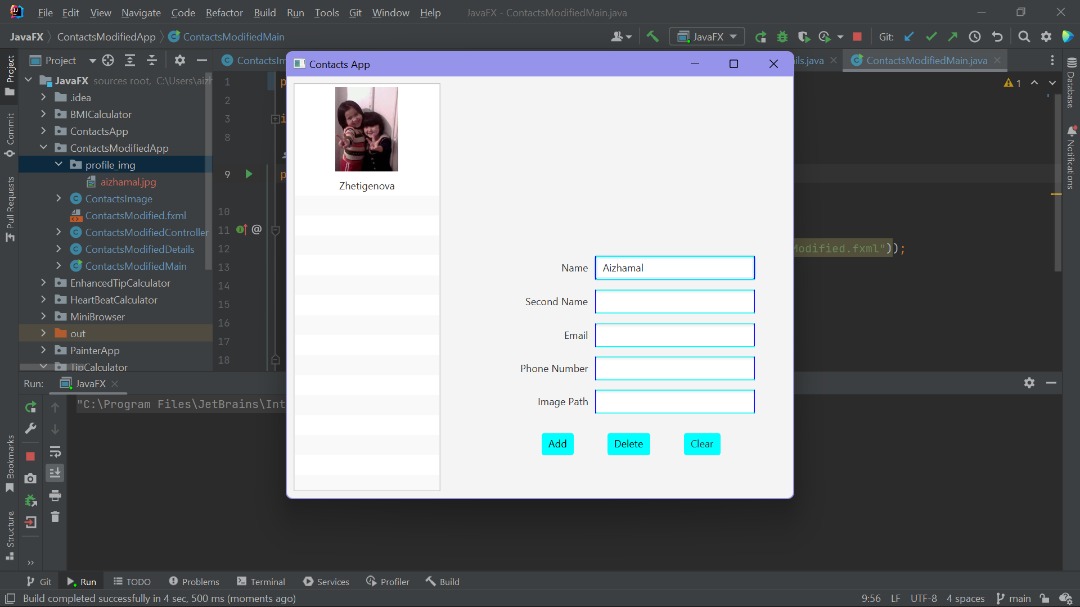 File Edit View Navigate Code Refactor Build Run Tools Git Window Help JavaFX - ContactsModifiedMain.java
JavaFX ContactsModifiedApp ContactsModifiedMain JavaFX Git:
Project
Project
Commit
Pull Requests
Bookmarks
Structure
JavaFX sources root,
.idea
BMICalculator
ContactsApp
ContactsModifiedApp
profile_img
aizhamal.jpg
ContactsImage
ContactsModified.fxml
ContactsModifiedController
ContactsModifiedDetails
ContactsModifiedMain
EnhancedTipCalculator
HeartBeatCalculator
MiniBrowser
out
PainterApp
TipCalculator
ils.java ContactsModifiedMain.java
1
1
2
3
8
9
10
11 @
12
13
14
15
16
17
18
Modified.fxml"));
Database
Notifications
Contacts App
Zhetigenova
Name Aizhamal
Second Name
Email
Phone Number
Image Path
Add Delete Clear
Run: JavaFX
"C:\Program Files\JetBrains\Int
Git Run TODO Problems Terminal Services Profiler Build
Build completed successfully in 4 sec, 500 ms (moments ago) 9:56 LF UTF-8 4 spaces main